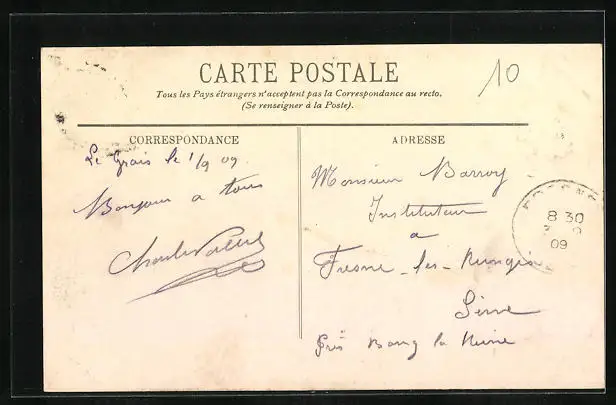 CARTE POSTALE
10
Tous les Pays étrangers n'acceptent pas la Correspondance au recto.
(Se renseigner à la Poste).
CORRESPONDANCE
Le Grais le 1/9 09
Bonjour a tous
ADRESSE
Monsieur Barroy
Instituteur
a
Fresne-les-Rungis
Seine
près Bourg la Reine
8 30
09